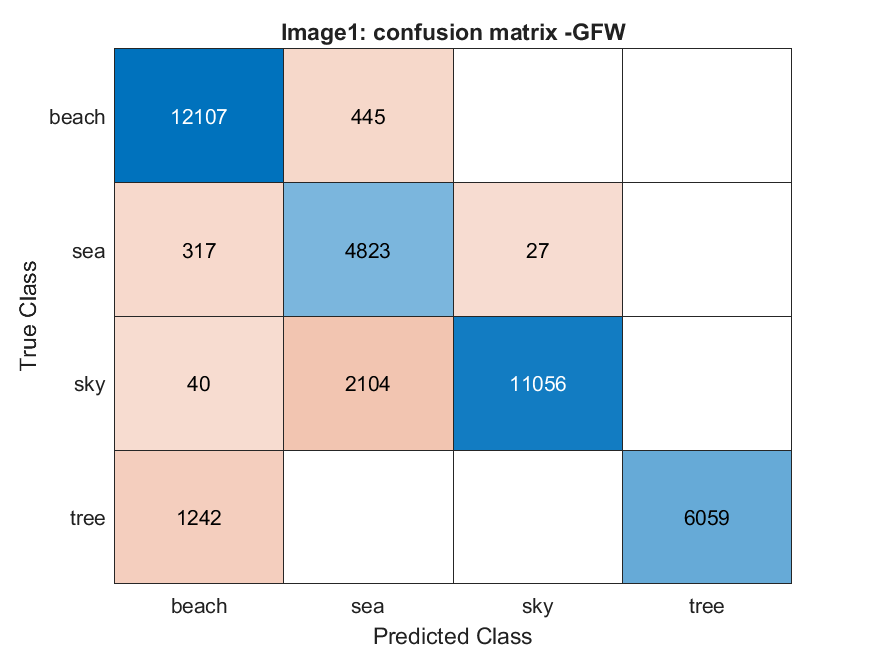 Image1: confusion matrix -GFW
True Class
beach 12107 445
sea 317 4823 27
sky 40 2104 11056
tree 1242 6059
beach sea sky tree
Predicted Class